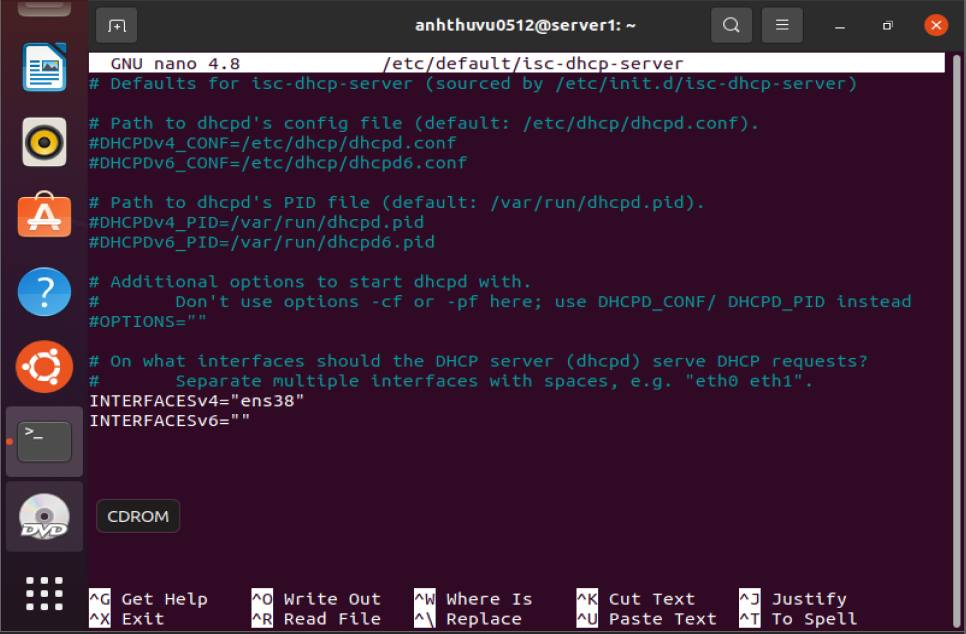 anhthuvu0512@server1: ~
GNU nano 4.8 /etc/default/isc-dhcp-server
# Defaults for isc-dhcp-server (sourced by /etc/init.d/isc-dhcp-server)
# Path to dhcpd's config file (default: /etc/dhcp/dhcpd.conf).
#DHCPDv4_CONF=/etc/dhcp/dhcpd.conf
#DHCPDv6_CONF=/etc/dhcp/dhcpd6.conf
# Path to dhcpd's PID file (default: /var/run/dhcpd.pid).
#DHCPDv4_PID=/var/run/dhcpd.pid
#DHCPDv6_PID=/var/run/dhcpd6.pid
# Additional options to start dhcpd with.
# Don't use options -cf or -pf here; use DHCPD_CONF/ DHCPD_PID instead
#OPTIONS=""
# On what interfaces should the DHCP server (dhcpd) serve DHCP requests?
# Separate multiple interfaces with spaces, e.g. "eth0 eth1".
INTERFACESv4="ens38"
INTERFACESv6=""
>_
DVD
CDROM
^G Get Help ^O Write Out ^W Where Is ^K Cut Text ^J Justify
^X Exit ^R Read File ^\ Replace ^U Paste Text ^T To Spell